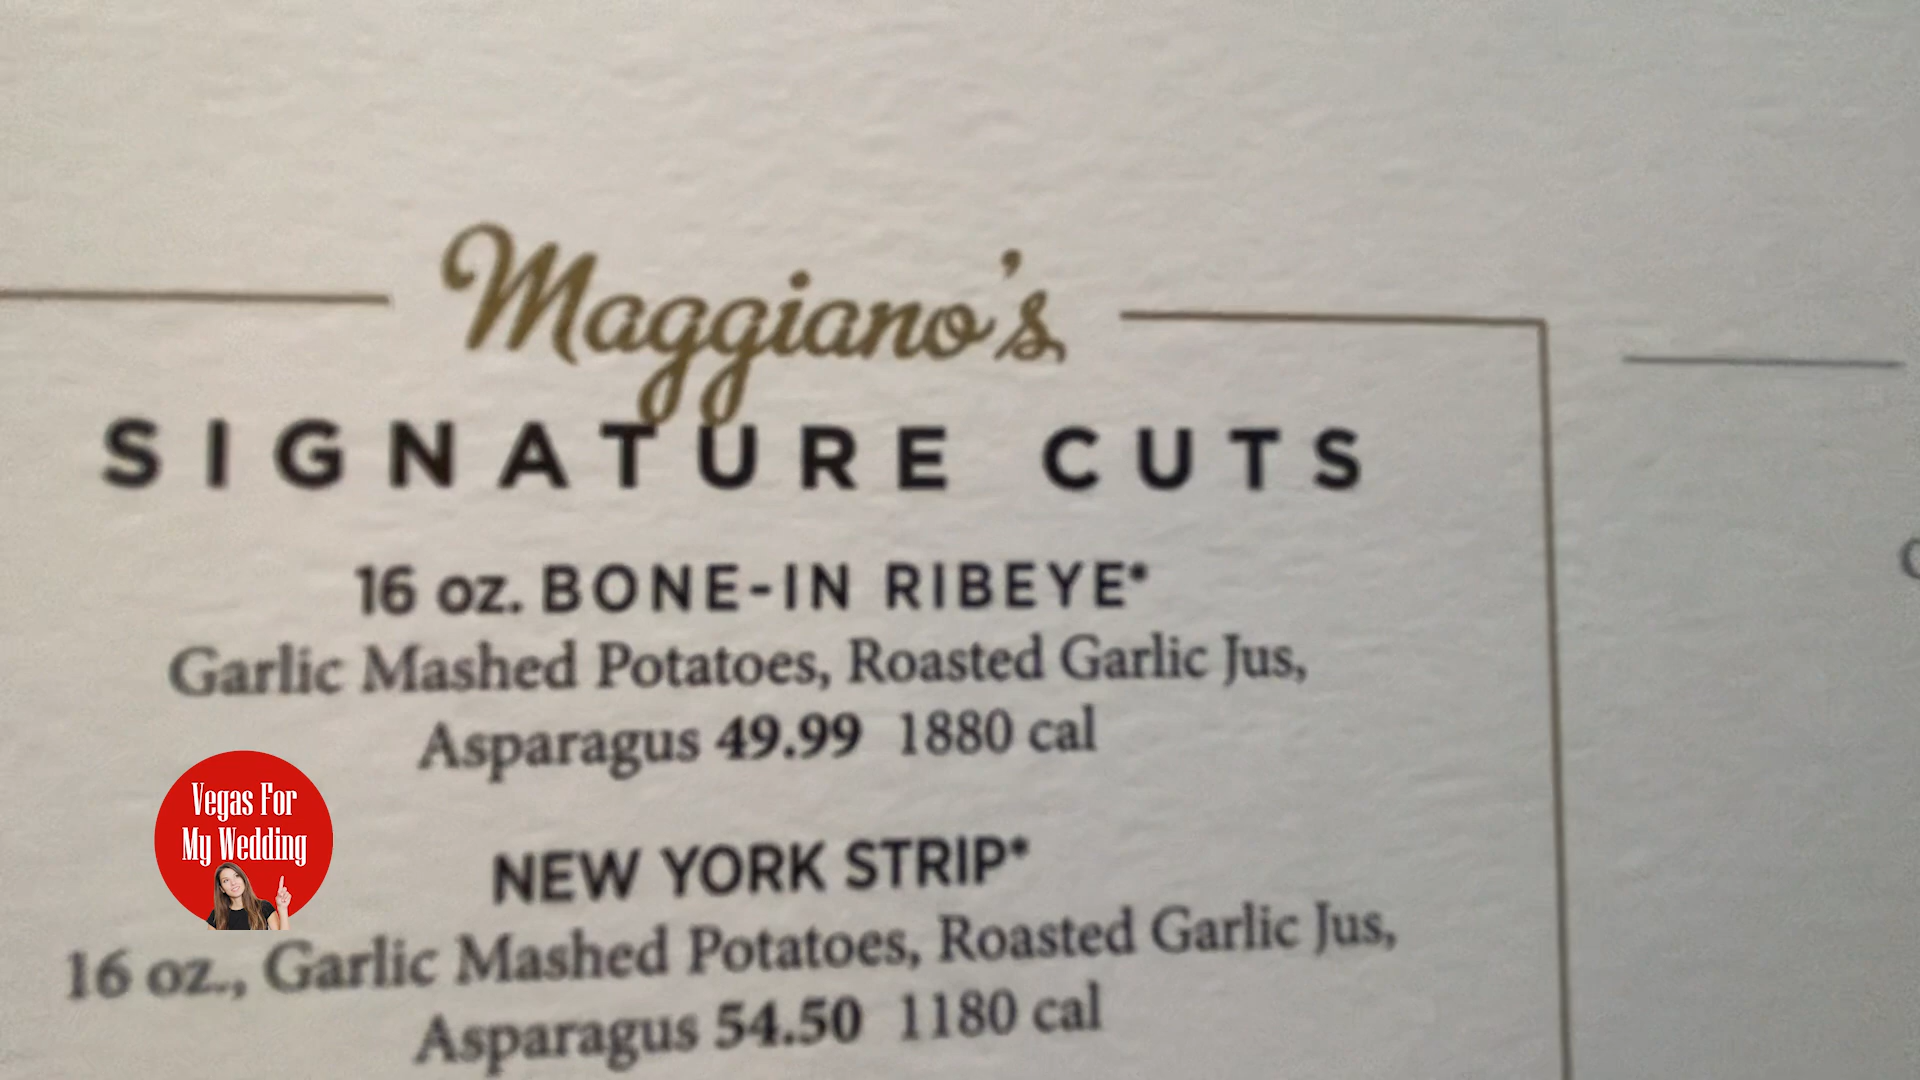 Maggiano's
SIGNATURE CUTS
16 oz. BONE-IN RIBEYE*
Garlic Mashed Potatoes, Roasted Garlic Jus,
Asparagus 49.99 1880 cal
Vegas For
My Wedding
NEW YORK STRIP*
16 oz., Garlic Mashed Potatoes, Roasted Garlic Jus,
Asparagus 54.50 1180 cal